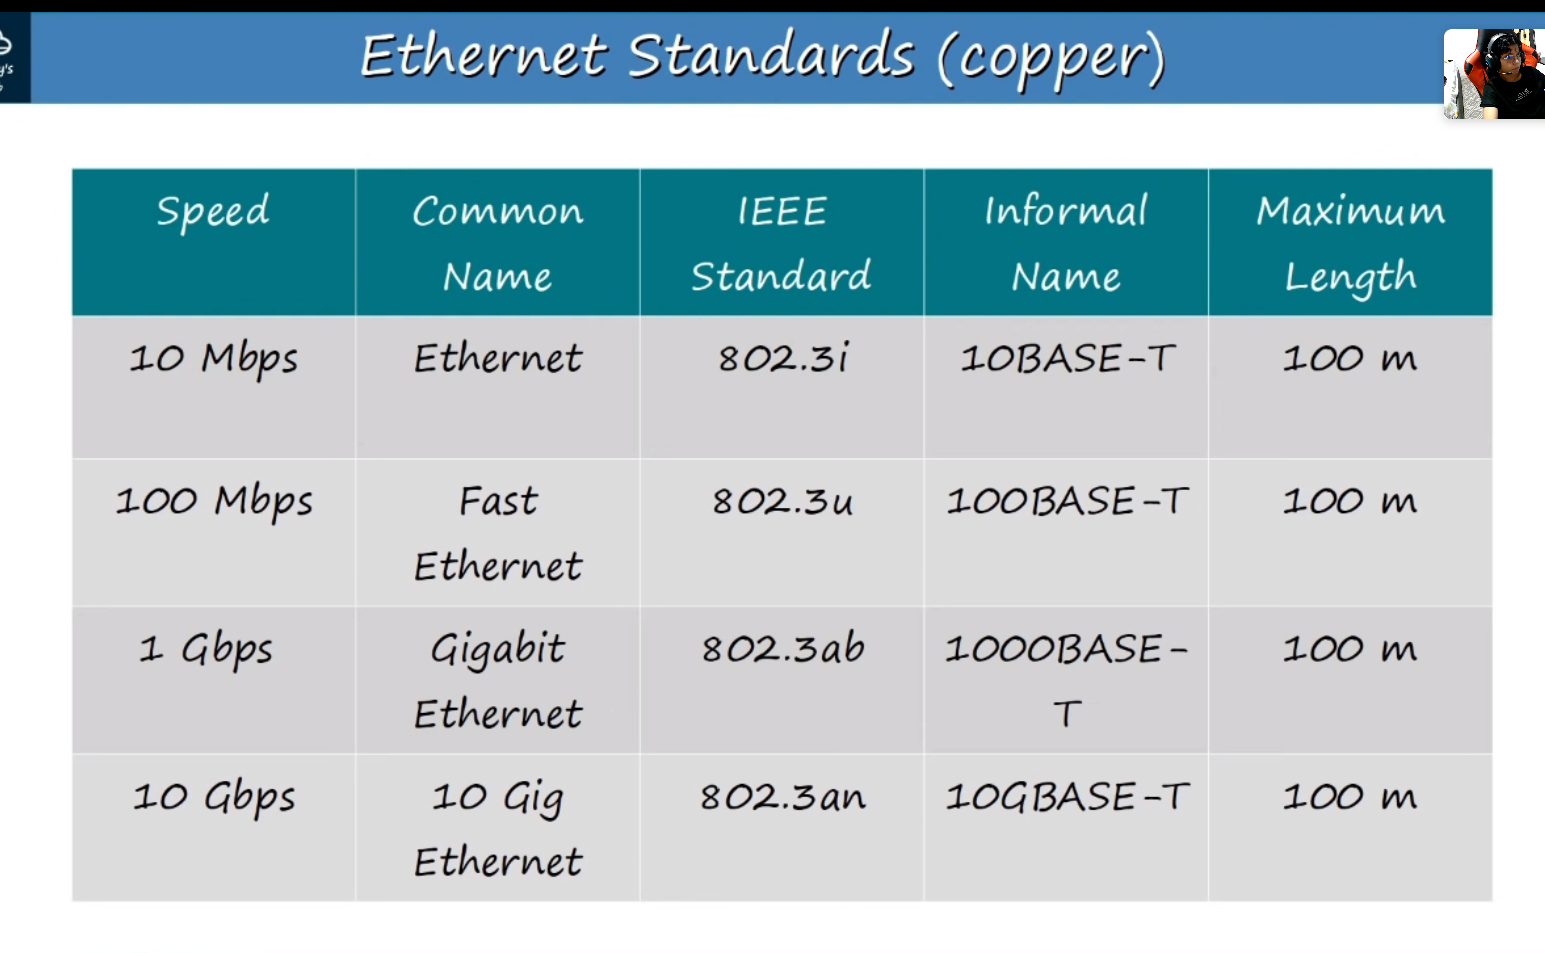 Ethernet Standards (copper)
Speed
Common
Name
IEEE
Standard
Informal
Name
Maximum
Length
10 Mbps
Ethernet
802.3i
10BASE-T
100 m
100 Mbps
Fast
Ethernet
802.3u
100BASE-T
100 m
1 Gbps
Gigabit
Ethernet
802.3ab
1000BASE-
T
100 m
10 Gbps
10 Gig
Ethernet
802.3an
10GBASE-T
100 m